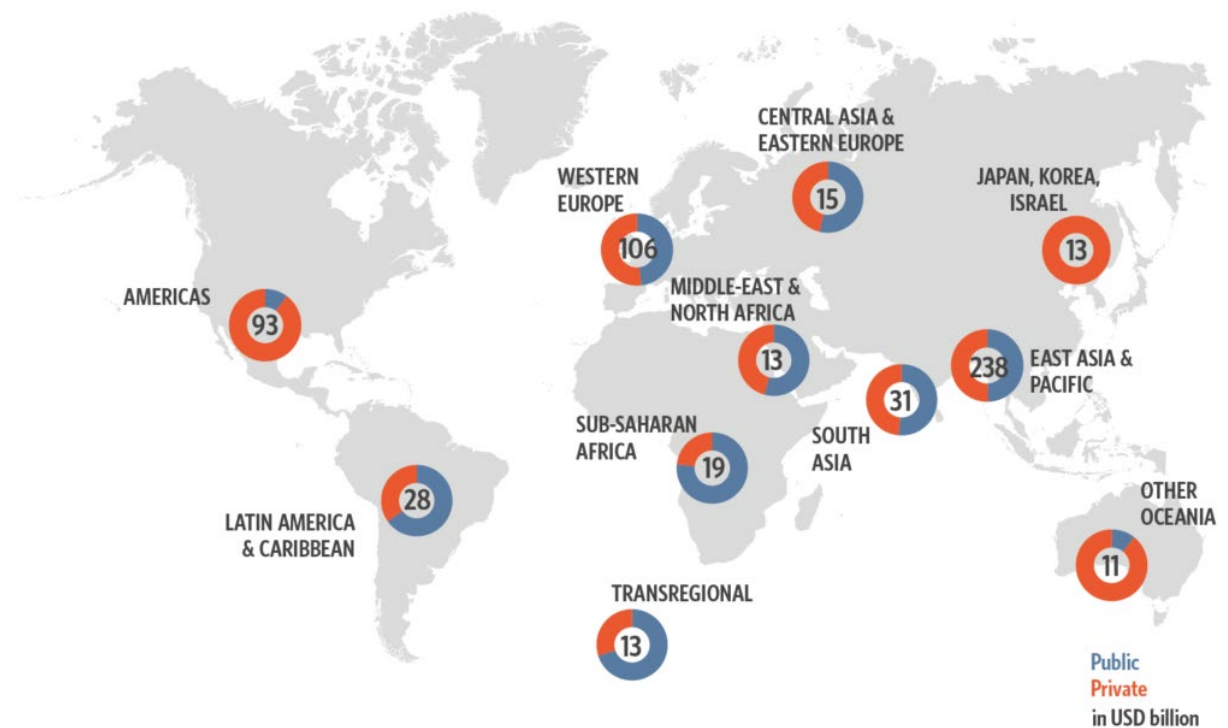 CENTRAL ASIA &
EASTERN EUROPE
15
WESTERN
EUROPE
106
JAPAN, KOREA,
ISRAEL
13
AMERICAS
93
MIDDLE-EAST &
NORTH AFRICA
13
238
EAST ASIA &
PACIFIC
31
SOUTH
ASIA
SUB-SAHARAN
AFRICA
19
28
LATIN AMERICA
& CARIBBEAN
OTHER
OCEANIA
11
TRANSREGIONAL
13
Public
Private
in USD billion